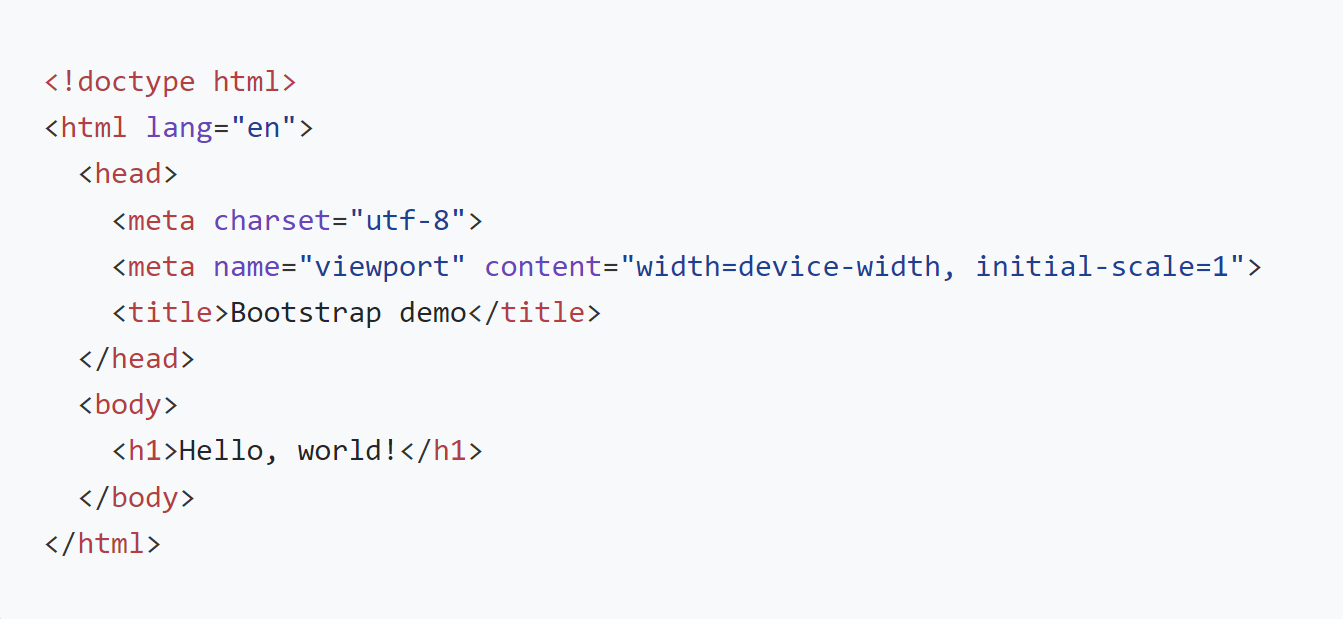 <!doctype html>
<html lang="en">
  <head>
    <meta charset="utf-8">
    <meta name="viewport" content="width=device-width, initial-scale=1">
    <title>Bootstrap demo</title>
  </head>
  <body>
    <h1>Hello, world!</h1>
  </body>
</html>